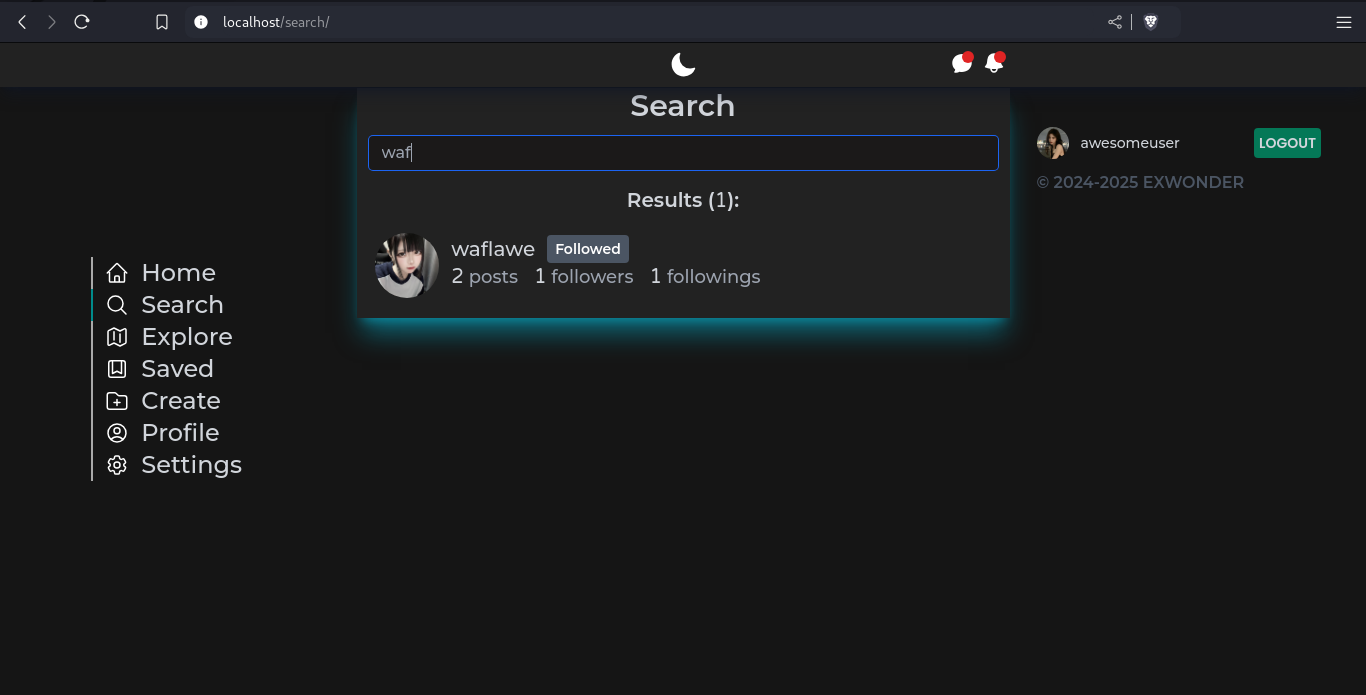 localhost/search/
Search
waf
awesomeuser
LOGOUT
© 2024-2025 EXWONDER
Results (1):
waflawe Followed
2 posts 1 followers 1 followings
Home
Search
Explore
Saved
Create
Profile
Settings